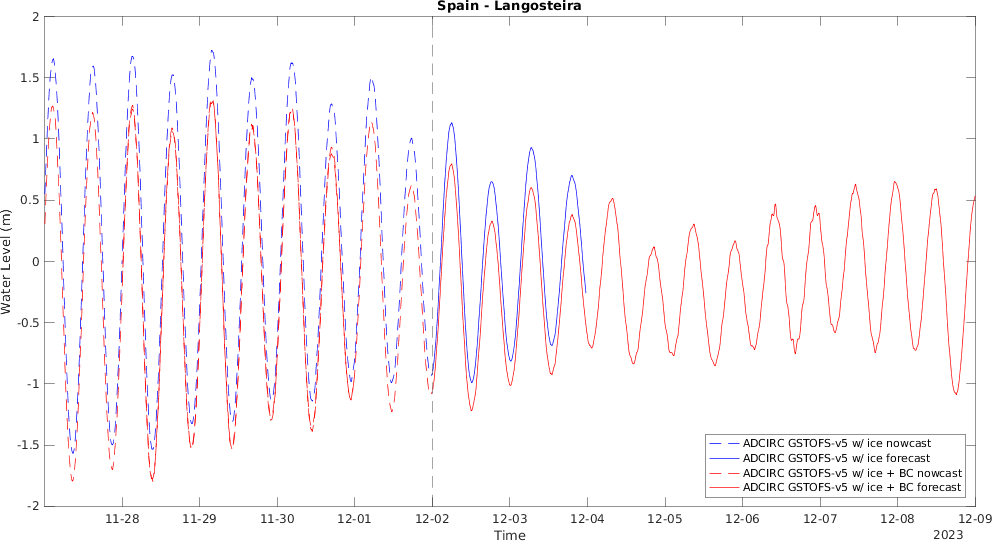 Spain - Langosteira
2
1.5
1
0.5
0
-0.5
-1
-1.5
-2
Water Level (m)
ADCIRC GSTOFS-v5 w/ ice nowcast
ADCIRC GSTOFS-v5 w/ ice forecast
ADCIRC GSTOFS-v5 w/ ice + BC nowcast
ADCIRC GSTOFS-v5 w/ ice + BC forecast
11-28 11-29 11-30 12-01 12-02 12-03 12-04 12-05 12-06 12-07 12-08 12-09
Time
2023